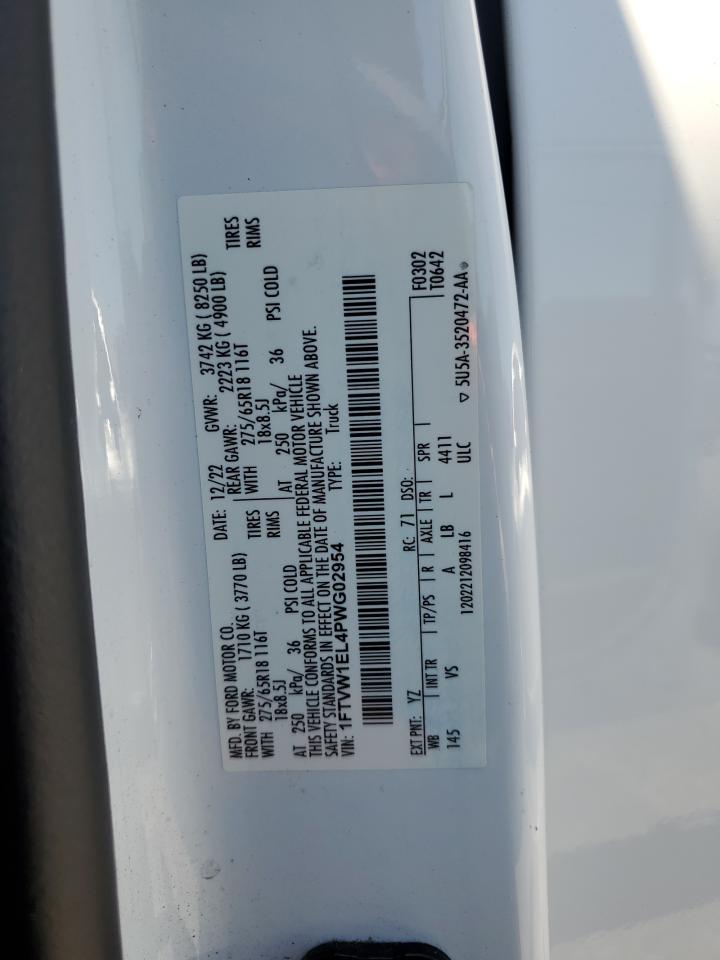 MFD. BY FORD MOTOR CO. DATE: 12/22 GVWR: 3742 KG ( 8250 LB)
FRONT GAWR: 1710 KG ( 3770 LB) REAR GAWR: 2223 KG ( 4900 LB)
WITH 275/65R18 116T TIRES WITH 275/65R18 116T TIRES
18x8.5J RIMS 18x8.5J RIMS
AT 250 kPa/ 36 PSI COLD AT 250 kPa/ 36 PSI COLD
THIS VEHICLE CONFORMS TO ALL APPLICABLE FEDERAL MOTOR VEHICLE
SAFETY STANDARDS IN EFFECT ON THE DATE OF MANUFACTURE SHOWN ABOVE.
VIN: 1FTVW1EL4PWG02954 TYPE: Truck
EXT PNT: YZ RC: 71 DSO: F0302
WB INT TR TP/PS R AXLE TR SPR T0642
145 VS A LB L 4411
1202212098416 ULC ▽ 5U5A-3520472-AA